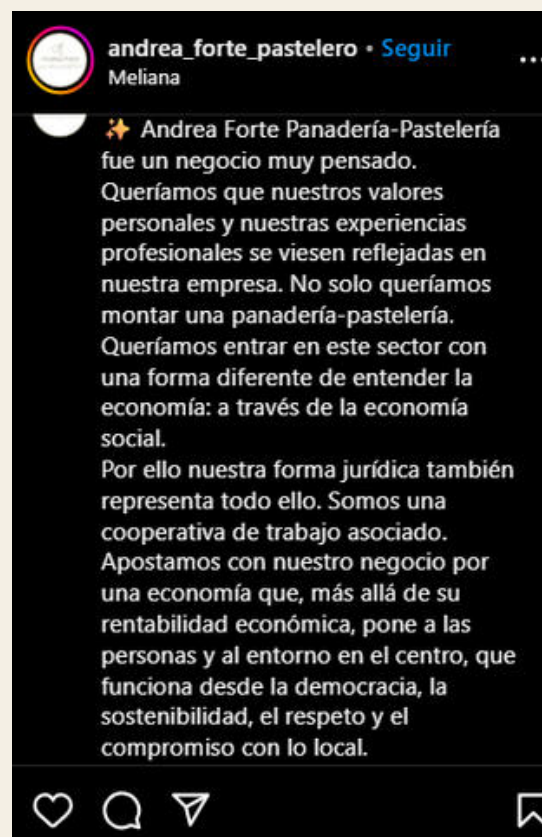 andrea_forte_pastelero • Seguir
Meliana
✨ Andrea Forte Panadería-Pastelería
fue un negocio muy pensado.
Queríamos que nuestros valores
personales y nuestras experiencias
profesionales se viesen reflejadas en
nuestra empresa. No solo queríamos
montar una panadería-pastelería.
Queríamos entrar en este sector con
una forma diferente de entender la
economía: a través de la economía
social.
Por ello nuestra forma jurídica también
representa todo ello. Somos una
cooperativa de trabajo asociado.
Apostamos con nuestro negocio por
una economía que, más allá de su
rentabilidad económica, pone a las
personas y al entorno en el centro, que
funciona desde la democracia, la
sostenibilidad, el respeto y el
compromiso con lo local.